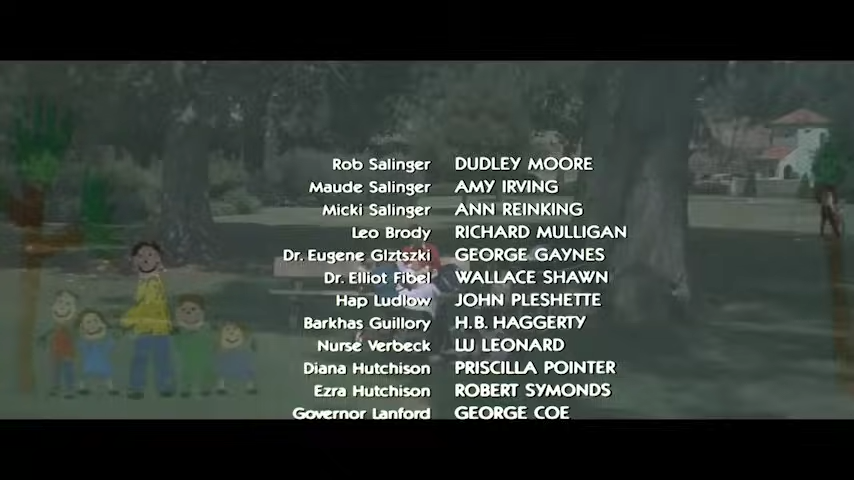 Rob Salinger DUDLEY MOORE
Maude Salinger AMY IRVING
Micki Salinger ANN REINKING
Leo Brody RICHARD MULLIGAN
Dr. Eugene Glztszki GEORGE GAYNES
Dr. Elliot Fibel WALLACE SHAWN
Hap Ludlow JOHN PLESHETTE
Barkhas Guillory H.B. HAGGERTY
Nurse Verbeck LU LEONARD
Diana Hutchison PRISCILLA POINTER
Ezra Hutchison ROBERT SYMONDS
Governor Lanford GEORGE COE